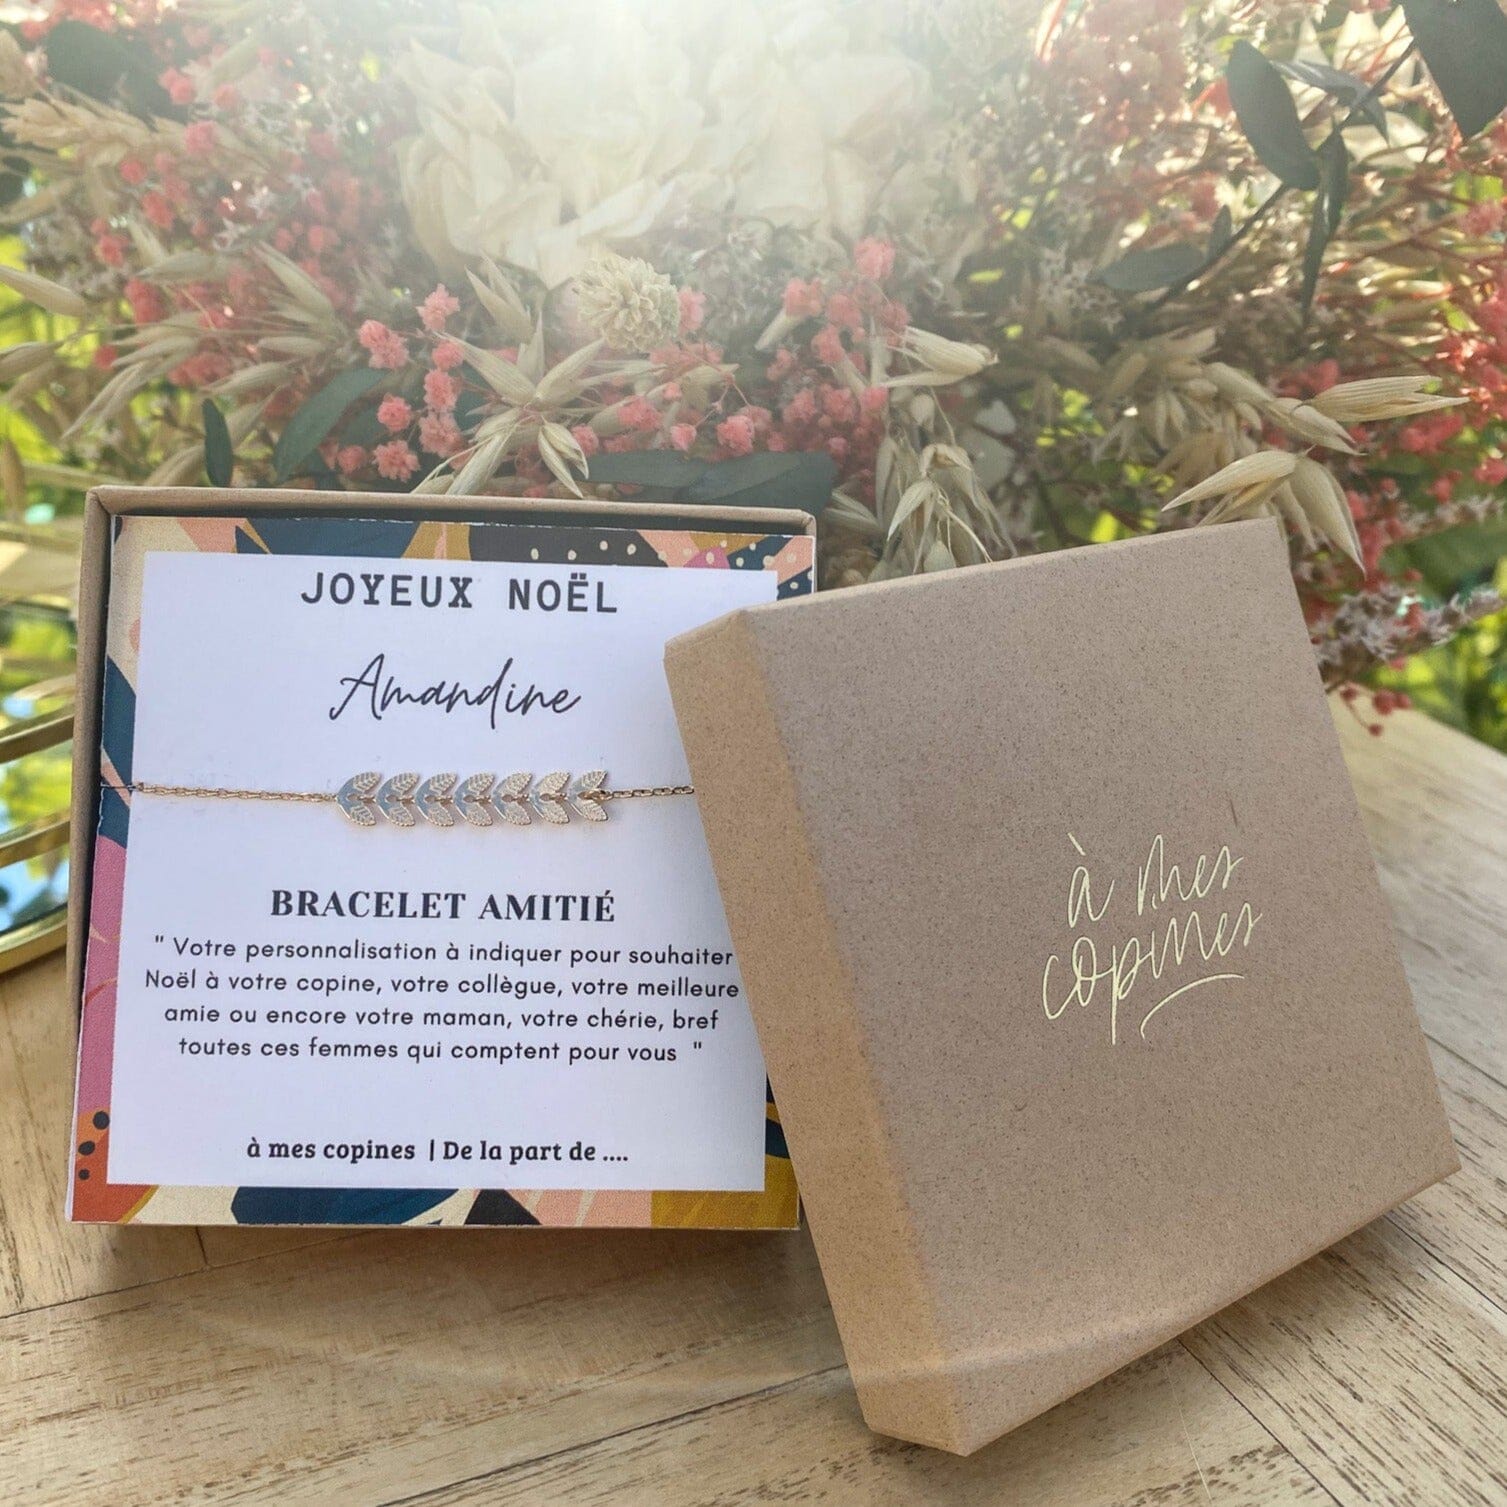 JOYEUX NOËL
Amandine
BRACELET AMITIÉ
" Votre personnalisation à indiquer pour souhaiter
Noël à votre copine, votre collègue, votre meilleure
amie ou encore votre maman, votre chérie, bref
toutes ces femmes qui comptent pour vous "
à mes copines | De la part de ....
à mes
copines